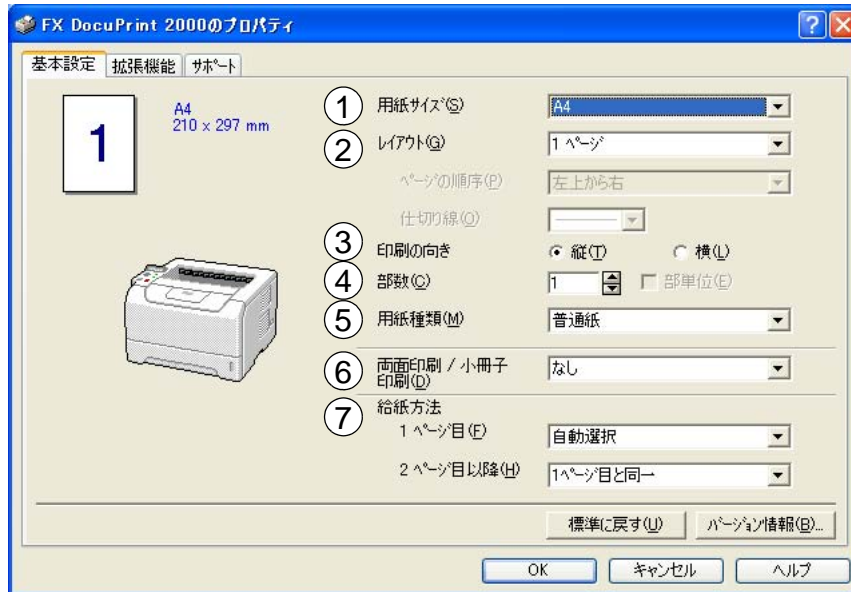 FX DocuPrint 2000のプロパティ
基本設定 拡張機能 サポート
1
A4
210 x 297 mm
1 用紙サイズ(S) A4
2 レイアウト(G) 1 ページ
ページの順序(P) 左上から右
仕切り線(O)
3 印刷の向き 縦(T) 横(L)
4 部数(C) 1 部単位(E)
5 用紙種類(M) 普通紙
6 両面印刷 / 小冊子
印刷(D) なし
7 給紙方法
1 ページ目(F) 自動選択
2 ページ目以降(H) 1ページ目と同一
標準に戻す(U) バージョン情報(B)...
OK キャンセル ヘルプ